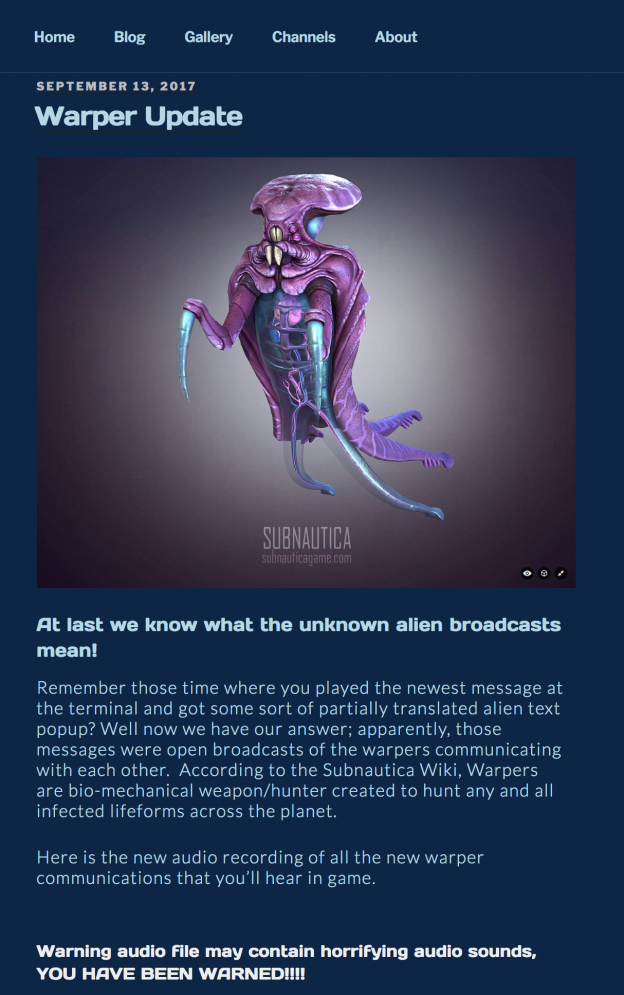 Home Blog Gallery Channels About
SEPTEMBER 13, 2017
Warper Update
SUBNAUTICA
subnauticagame.com
At last we know what the unknown alien broadcasts
mean!
Remember those time where you played the newest message at
the terminal and got some sort of partially translated alien text
popup? Well now we have our answer; apparently, those
messages were open broadcasts of the warpers communicating
with each other.  According to the Subnautica Wiki, Warpers
are bio-mechanical weapon/hunter created to hunt any and all
infected lifeforms across the planet.
Here is the new audio recording of all the new warper
communications that you’ll hear in game.
Warning audio file may contain horrifying audio sounds,
YOU HAVE BEEN WARNED!!!!